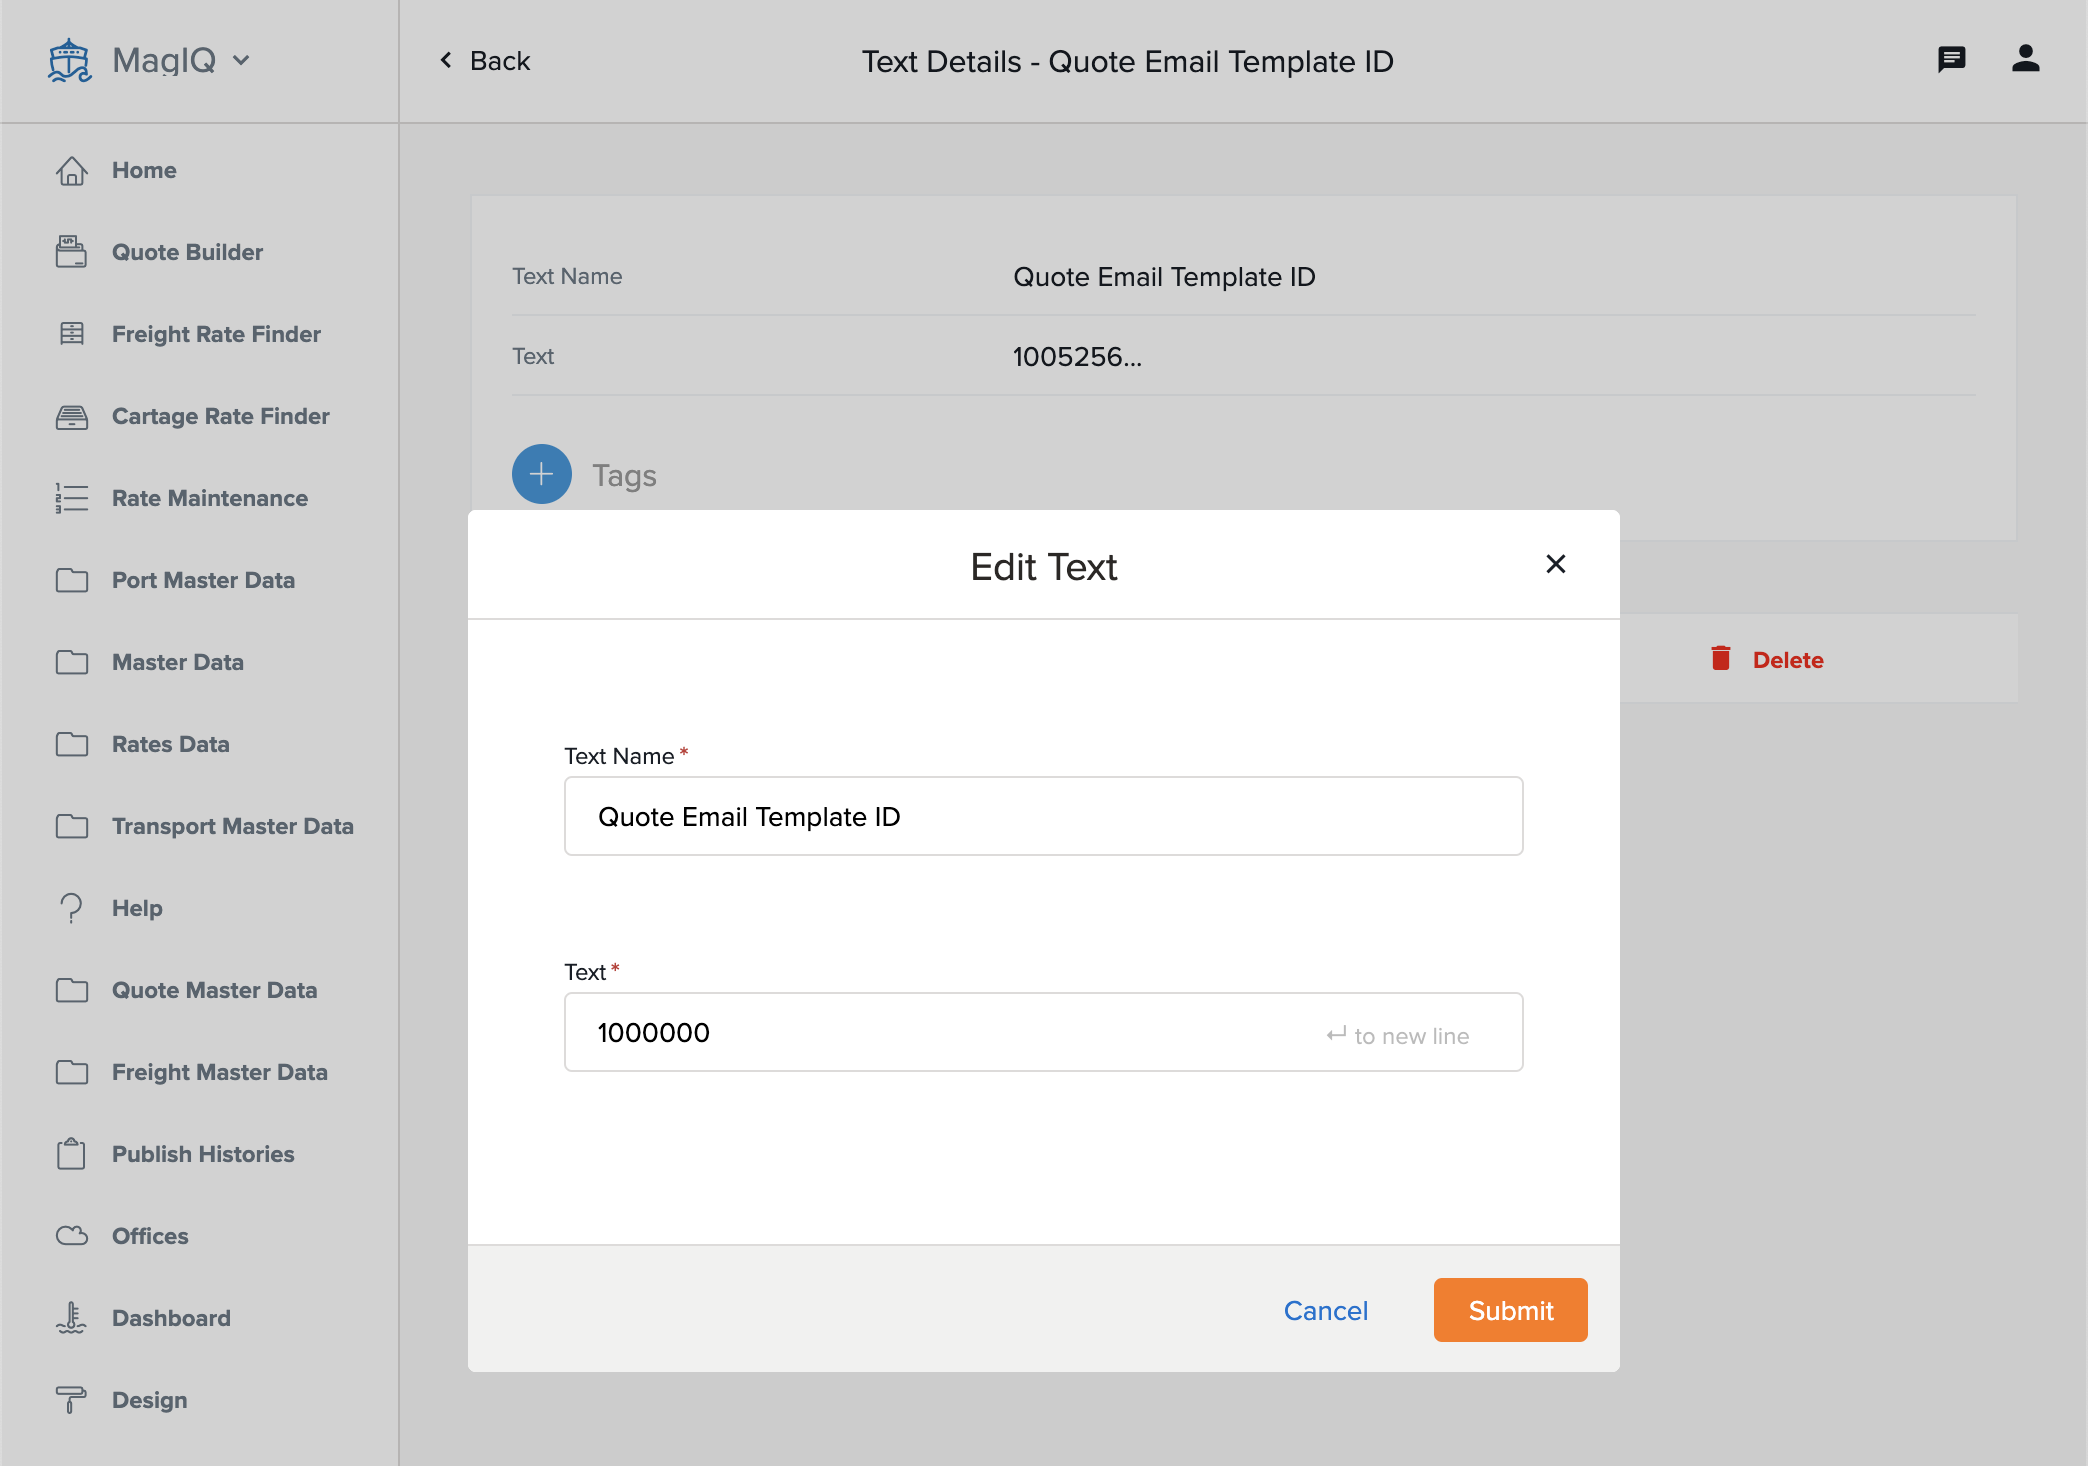 MagIQ
Back
Text Details - Quote Email Template ID
Home
Quote Builder
Freight Rate Finder
Cartage Rate Finder
Rate Maintenance
Port Master Data
Master Data
Rates Data
Transport Master Data
Help
Quote Master Data
Freight Master Data
Publish Histories
Offices
Dashboard
Design
Text Name
Quote Email Template ID
Text
1005256...
Tags
Delete
Edit Text
Text Name *
Quote Email Template ID
Text *
1000000
↵ to new line
Cancel
Submit